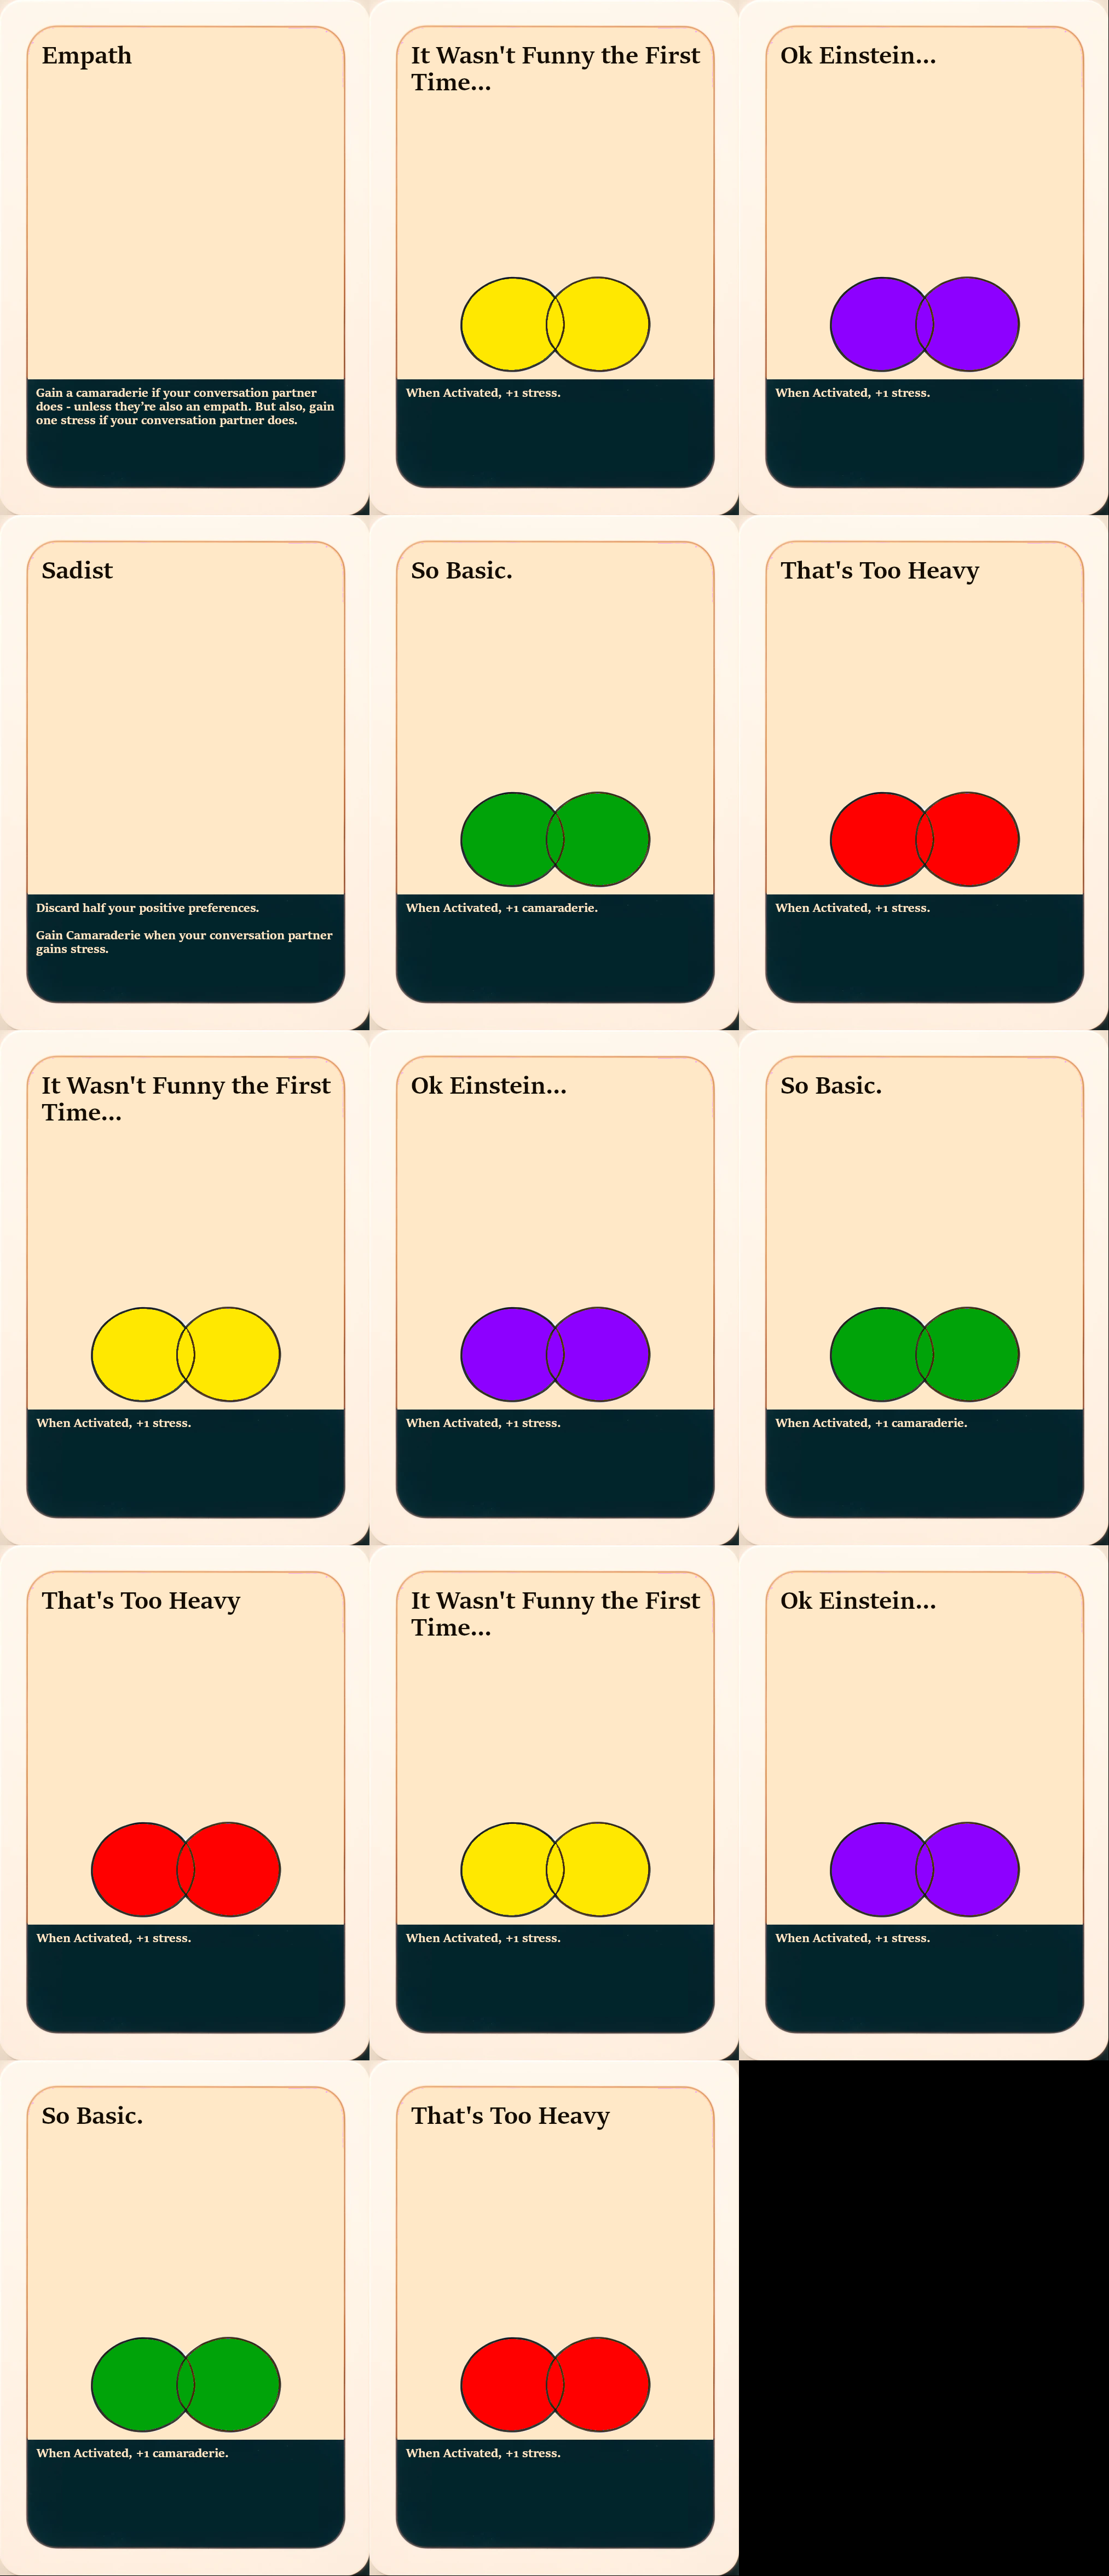 Empath
Gain a camaraderie if your conversation partner
does - unless they’re also an empath. But also, gain
one stress if your conversation partner does.
It Wasn't Funny the First
Time...
When Activated, +1 stress.
Ok Einstein...
When Activated, +1 stress.
Sadist
Discard half your positive preferences.
Gain Camaraderie when your conversation partner
gains stress.
So Basic.
When Activated, +1 camaraderie.
That's Too Heavy
When Activated, +1 stress.
It Wasn't Funny the First
Time...
When Activated, +1 stress.
Ok Einstein...
When Activated, +1 stress.
So Basic.
When Activated, +1 camaraderie.
That's Too Heavy
When Activated, +1 stress.
It Wasn't Funny the First
Time...
When Activated, +1 stress.
Ok Einstein...
When Activated, +1 stress.
So Basic.
When Activated, +1 camaraderie.
That's Too Heavy
When Activated, +1 stress.